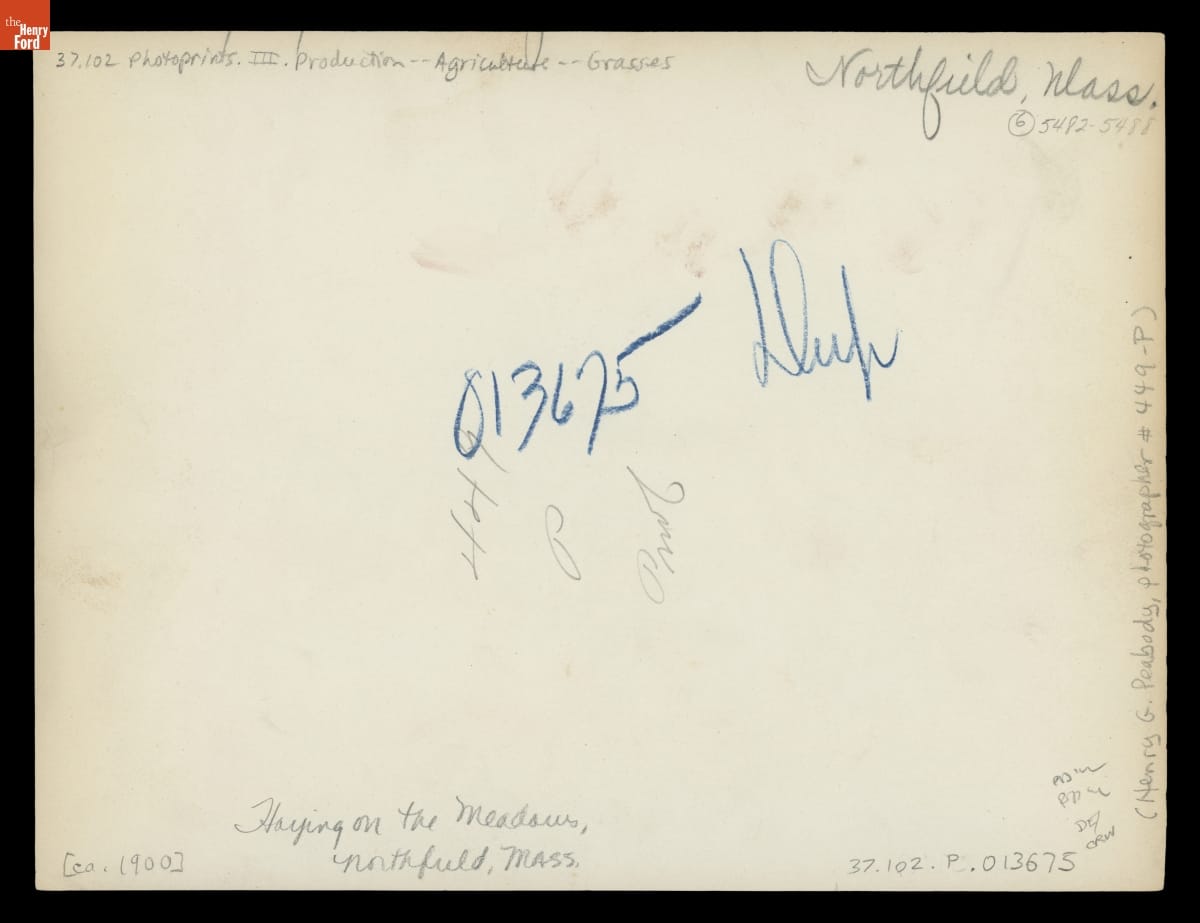 the
Henry
Ford
37.102 Photoprints. III. Production -- Agriculture -- Grasses
Northfield, Mass.
6 5482-5488
Dup
013675
449
P
(Henry G. Peabody, photographer # 449-P)
Haying on the Meadows,
Northfield, MASS.
[ca. 1900]
37.102.P.013675